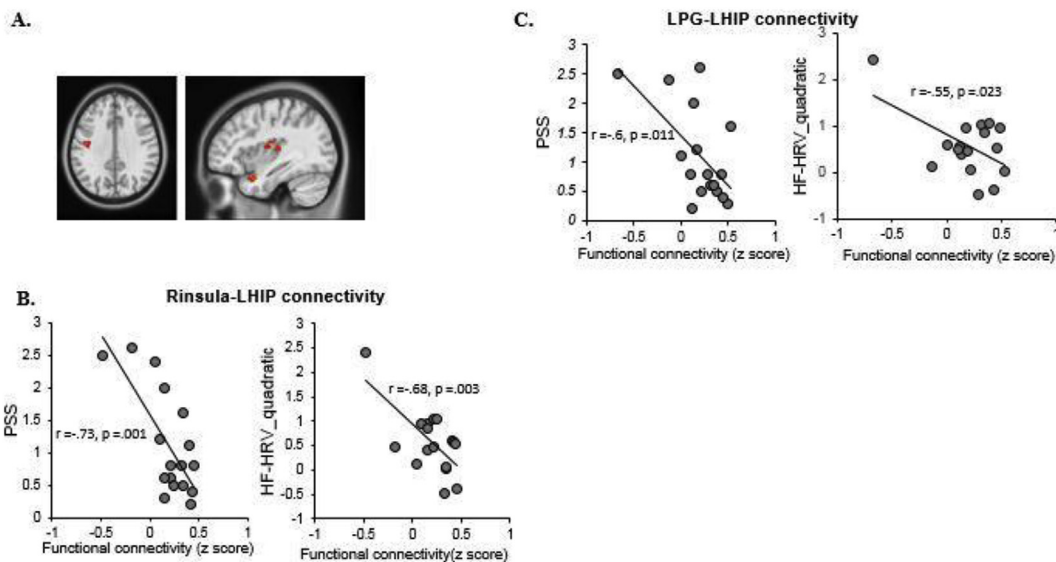 A.
B.
Rinsula-LHIP connectivity
3
2.5
2
1.5
1
0.5
0
PSS
r =-.73, p =.001
-1 -0.5 0 0.5 1
Functional connectivity (z score)
3
2.5
2
1.5
1
0.5
0
-0.5
-1
HF-HRV_quadratic
r =-.68, p =.003
-1 -0.5 0 0.5 1
Functional connectivity(z score)
C.
LPG-LHIP connectivity
3
2.5
2
1.5
1
0.5
0
PSS
r =-.6, p =.011
-1 -0.5 0 0.5 1
Functional connectivity (z score)
3
2
1
0
-1
HF-HRV_quadratic
r =-.55, p =.023
-1 -0.5 0 0.5 1
Functional connectivity (z score)